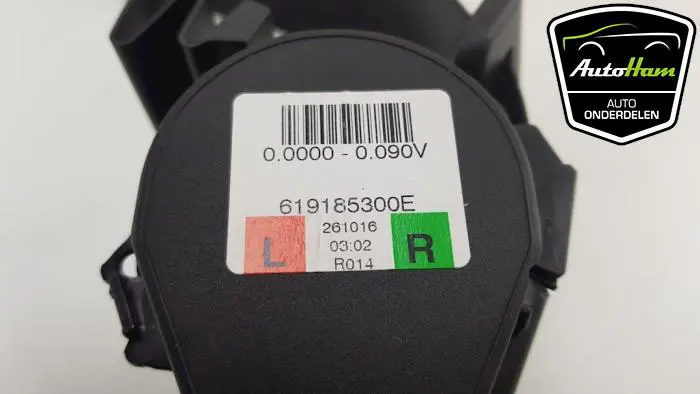 0.0000 - 0.090V
619185300E
L
261016
03:02
R014
R
AutoHam
AUTO
ONDERDELEN